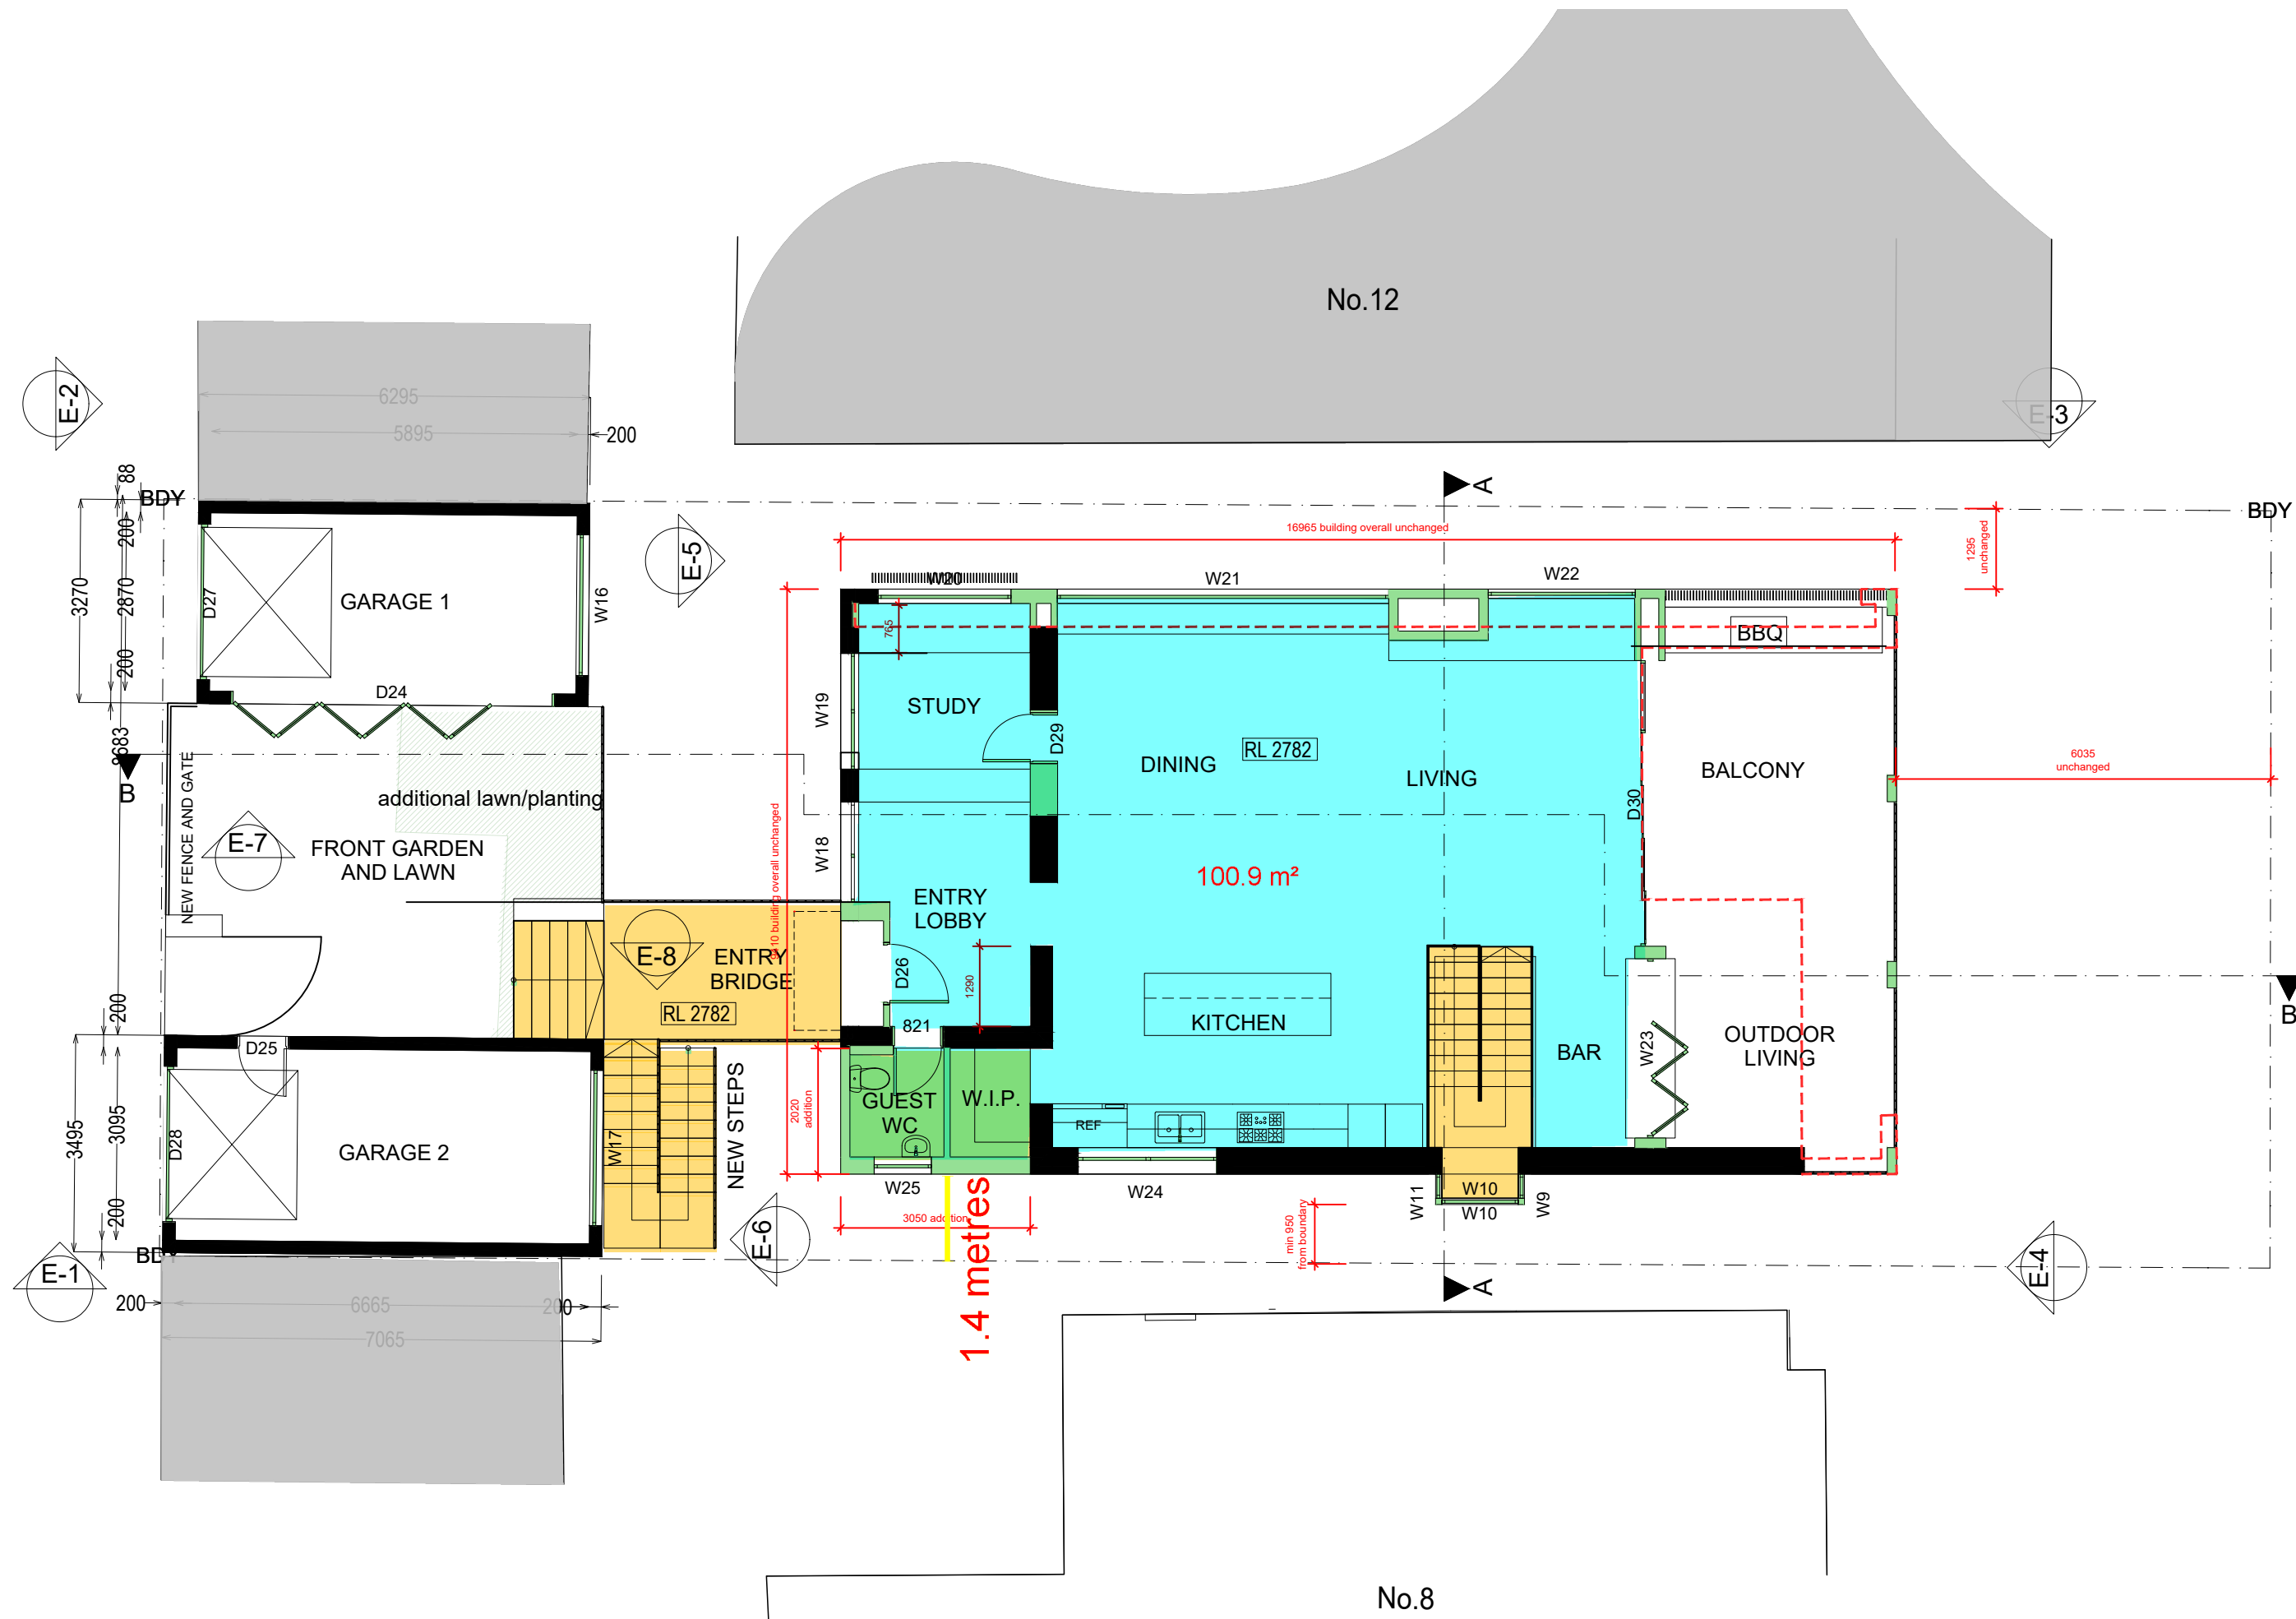 No.12
E-2
E-3
6295
5895
200
88
BDY
A
BDY
16965 building overall unchanged
1295
unchanged
200
E-5
W20
W21
W22
3270
2870
D27
GARAGE 1
W16
765
BBQ
200
D24
W19
STUDY
D29
DINING
RL 2782
LIVING
BALCONY
6035
unchanged
8683
B
NEW FENCE AND GATE
additional lawn/planting
D30
E-7
FRONT GARDEN
AND LAWN
W18
100.9 m²
ENTRY
LOBBY
E-8
ENTRY
BRIDGE
RL 2782
D26
1290
821
KITCHEN
BAR
W23
OUTDOOR
LIVING
B
200
D25
3495
3095
D28
GARAGE 2
W17
NEW STEPS
2020
addition
GUEST
WC
W.I.P.
REF
200
W25
W24
W11
W10
W10
W9
3050 addition
1.4 metres
min 950
from boundary
E-6
E-4
E-1
A
200
6665
200
7065
No.8